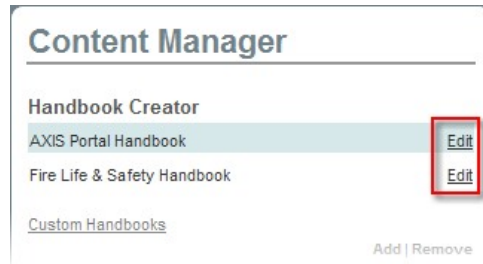 Content Manager
Handbook Creator
AXIS Portal Handbook Edit
Fire Life & Safety Handbook Edit
Custom Handbooks
Add | Remove